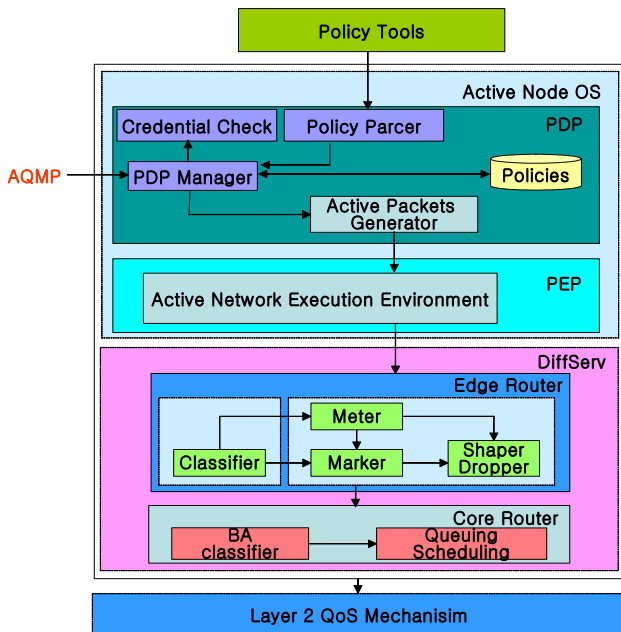 Policy Tools
Active Node OS
PDP
Credential Check
Policy Parcer
AQMP
PDP Manager
Policies
Active Packets
Generator
PEP
Active Network Execution Environment
DiffServ
Edge Router
Meter
Classifier
Marker
Shaper
Dropper
Core Router
BA
classifier
Queuing
Scheduling
Layer 2 QoS Mechanisim